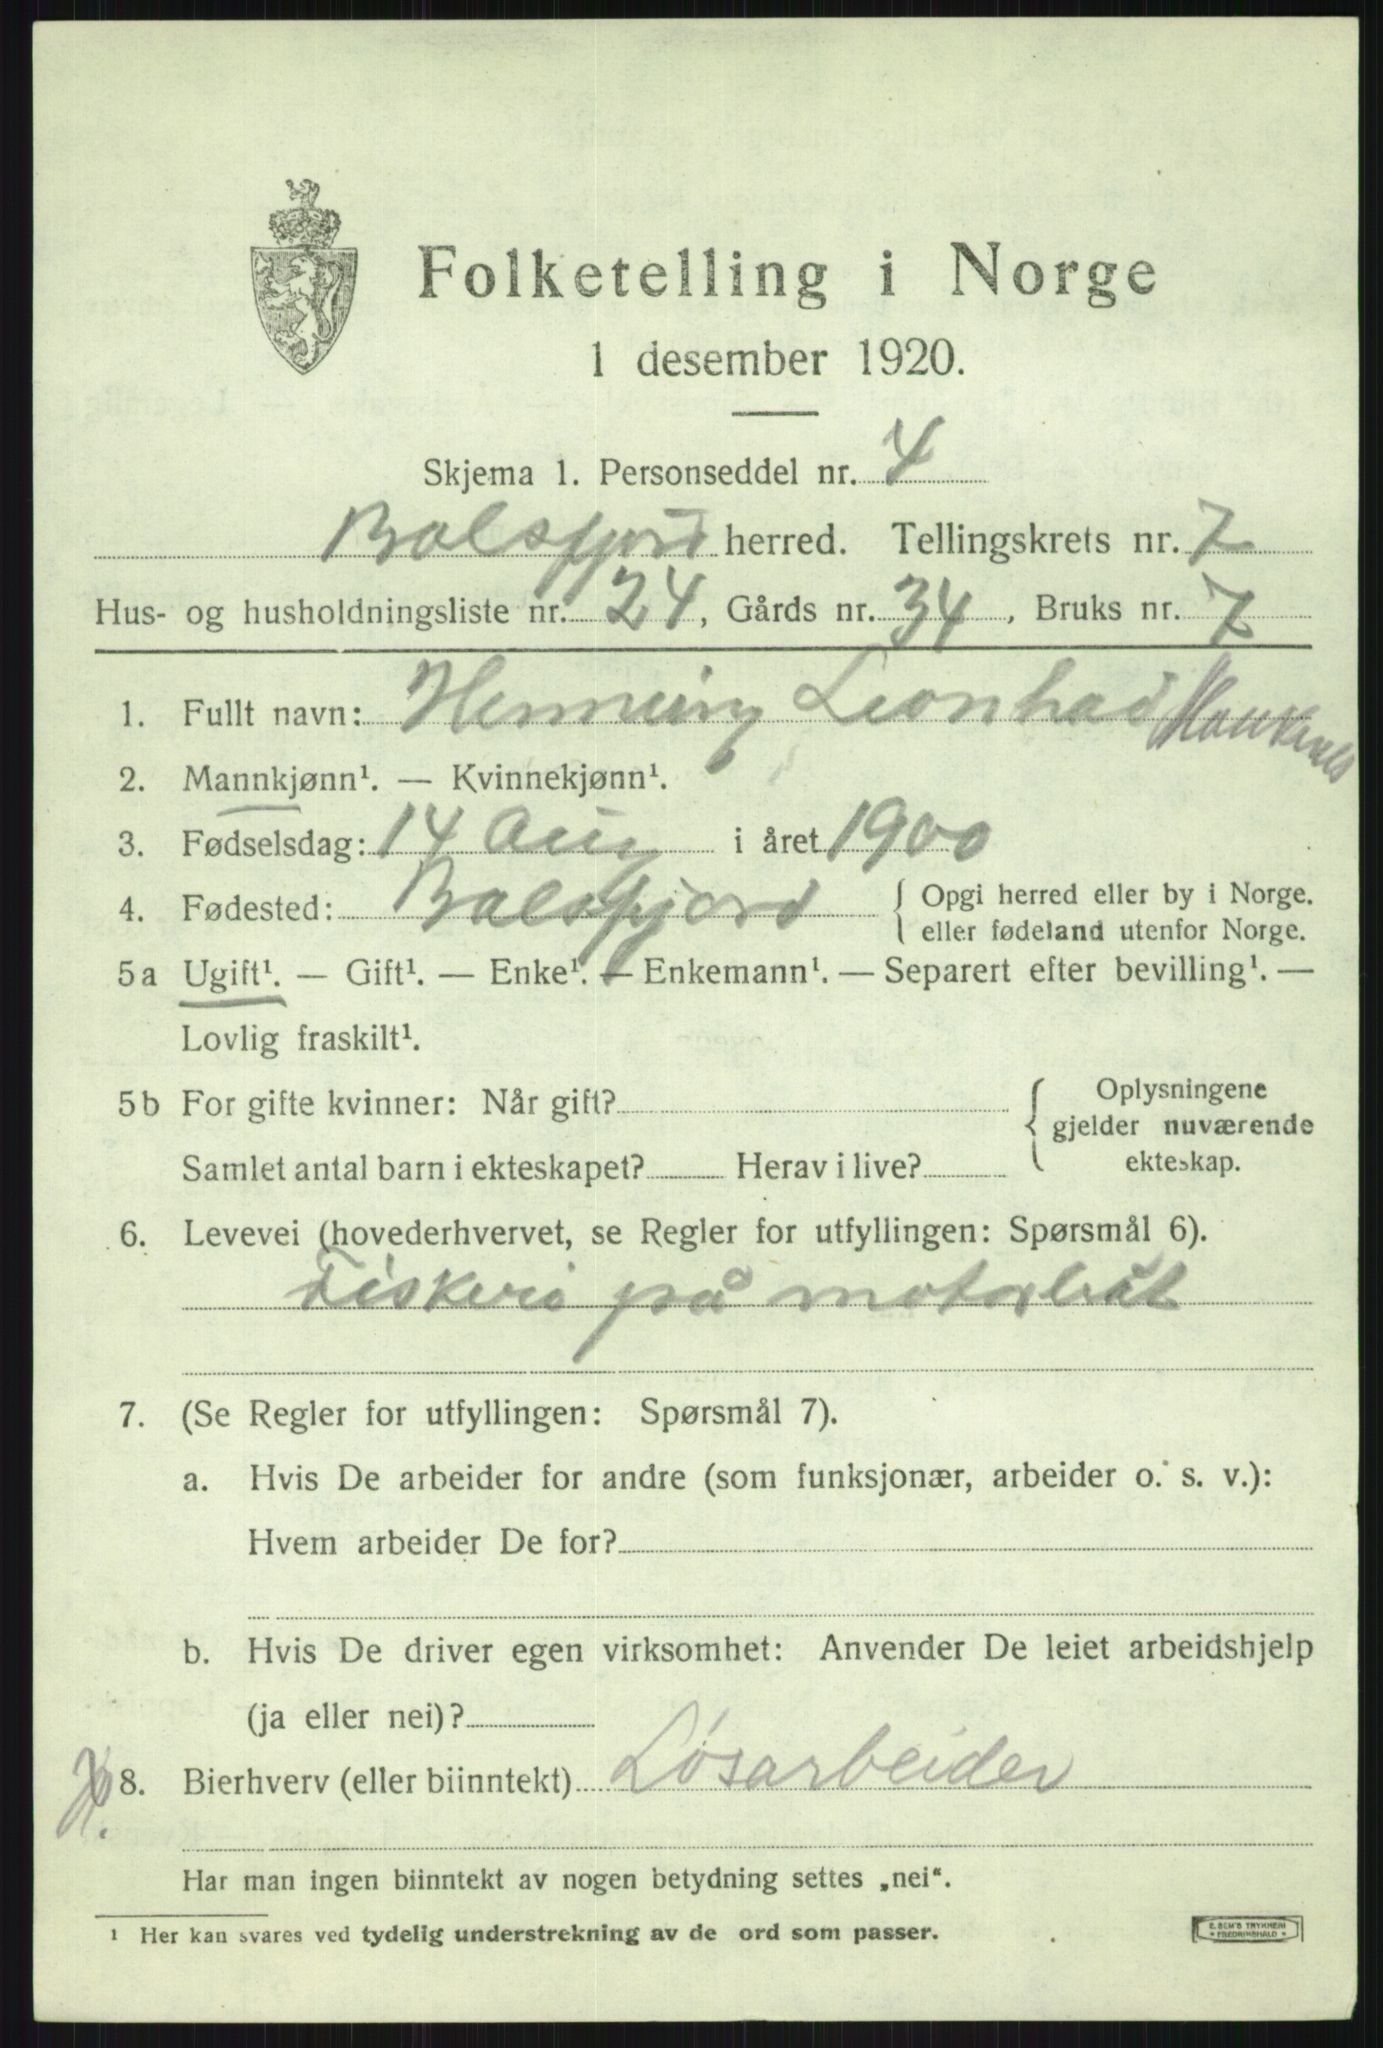 Folketelling i Norge
1 desember 1920.
Skjema 1. Personseddel nr. 4
Balsfjord herred. Tellingskrets nr. 7
Hus- og husholdningsliste nr. 24, Gårds nr. 34, Bruks nr. 7
1. Fullt navn: Henning Leonhad Haukenes
2. Mannkjønn¹. — Kvinnekjønn¹.
3. Fødselsdag: 14 Aug i året 1900
4. Fødested: Balsfjord { Opgi herred eller by i Norge.
eller fødeland utenfor Norge.
5a Ugift¹. — Gift¹. — Enke¹. — Enkemann¹. — Separert efter bevilling¹. —
Lovlig fraskilt¹.
5b For gifte kvinner: Når gift? { Oplysningene
gjelder nuværende
Samlet antal barn i ekteskapet? Herav i live? ekteskap.
6. Levevei (hovederhvervet, se Regler for utfyllingen: Spørsmål 6).
Fiskeri på motorbåt
7. (Se Regler for utfyllingen: Spørsmål 7).
a. Hvis De arbeider for andre (som funksjonær, arbeider o. s. v.):
Hvem arbeider De for?
b. Hvis De driver egen virksomhet: Anvender De leiet arbeidshjelp
(ja eller nei)?
8. Bierhverv (eller biinntekt) Løsarbeider
Har man ingen biinntekt av nogen betydning settes „nei“.
¹ Her kan svares ved tydelig understrekning av de ord som passer.